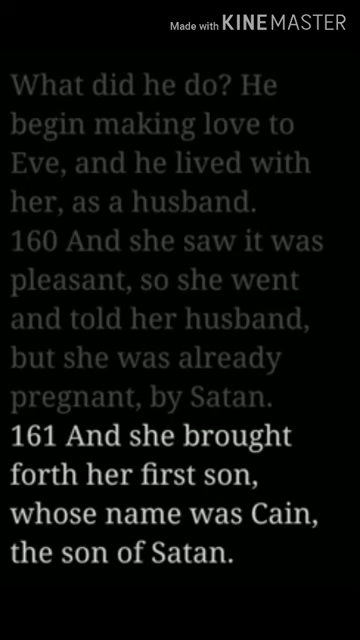 Made with KINEMASTER
What did he do? He
begin making love to
Eve, and he lived with
her, as a husband.
160 And she saw it was
pleasant, so she went
and told her husband,
but she was already
pregnant, by Satan.
161 And she brought
forth her first son,
whose name was Cain,
the son of Satan.